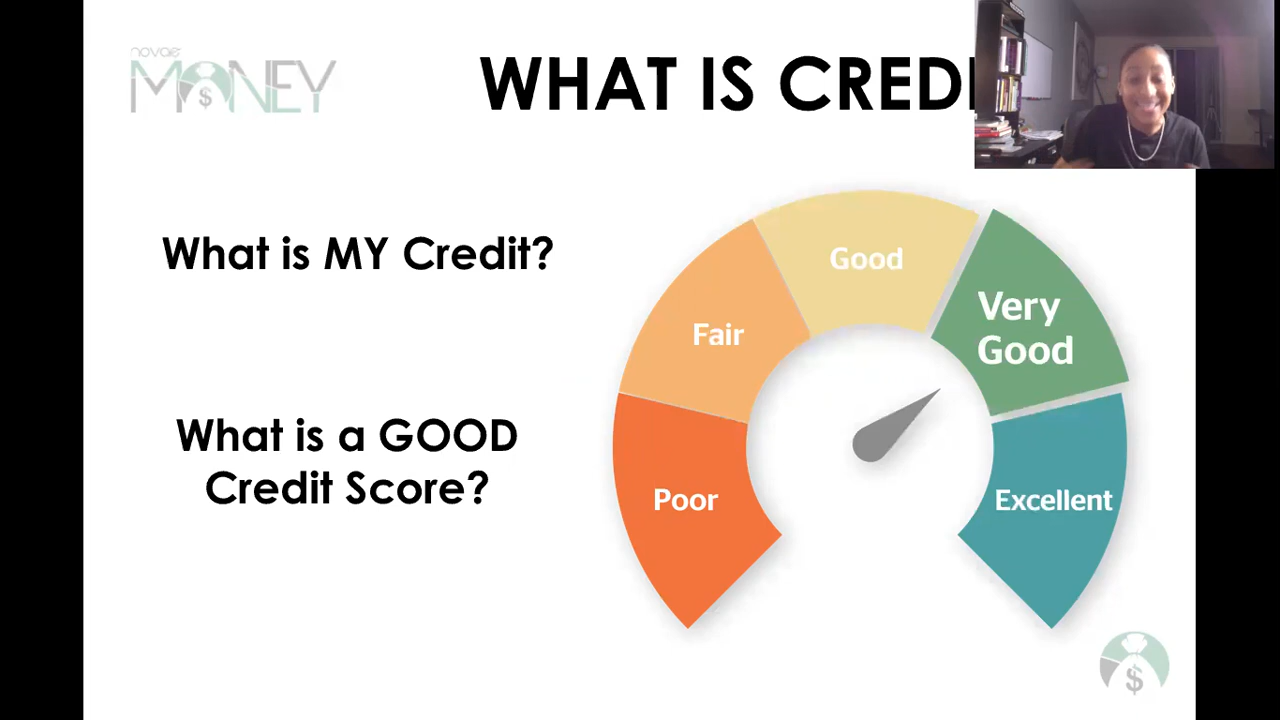 novae
MONEY
WHAT IS CREDI
What is MY Credit?
Good
Very
Good
Fair
What is a GOOD
Credit Score?
Poor
Excellent
$